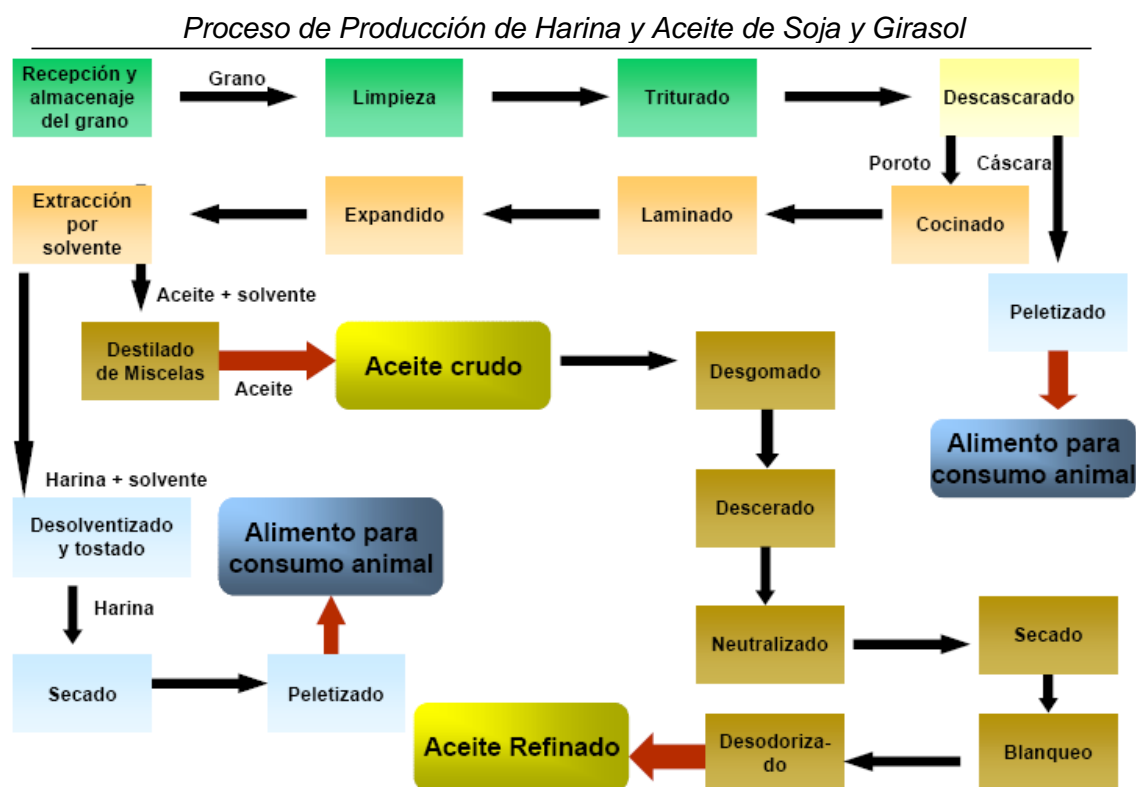 Proceso de Producción de Harina y Aceite de Soja y Girasol
Recepción y
almacenaje
del grano
Grano
Limpieza
Triturado
Descascarado
Poroto
Cáscara
Extracción
por
solvente
Expandido
Laminado
Cocinado
Peletizado
Aceite + solvente
Destilado
de Miscelas
Aceite
Aceite crudo
Desgomado
Alimento para
consumo animal
Harina + solvente
Desolventizado
y tostado
Alimento para
consumo animal
Descerado
Harina
Secado
Peletizado
Neutralizado
Secado
Aceite Refinado
Desodoriza-
do
Blanqueo